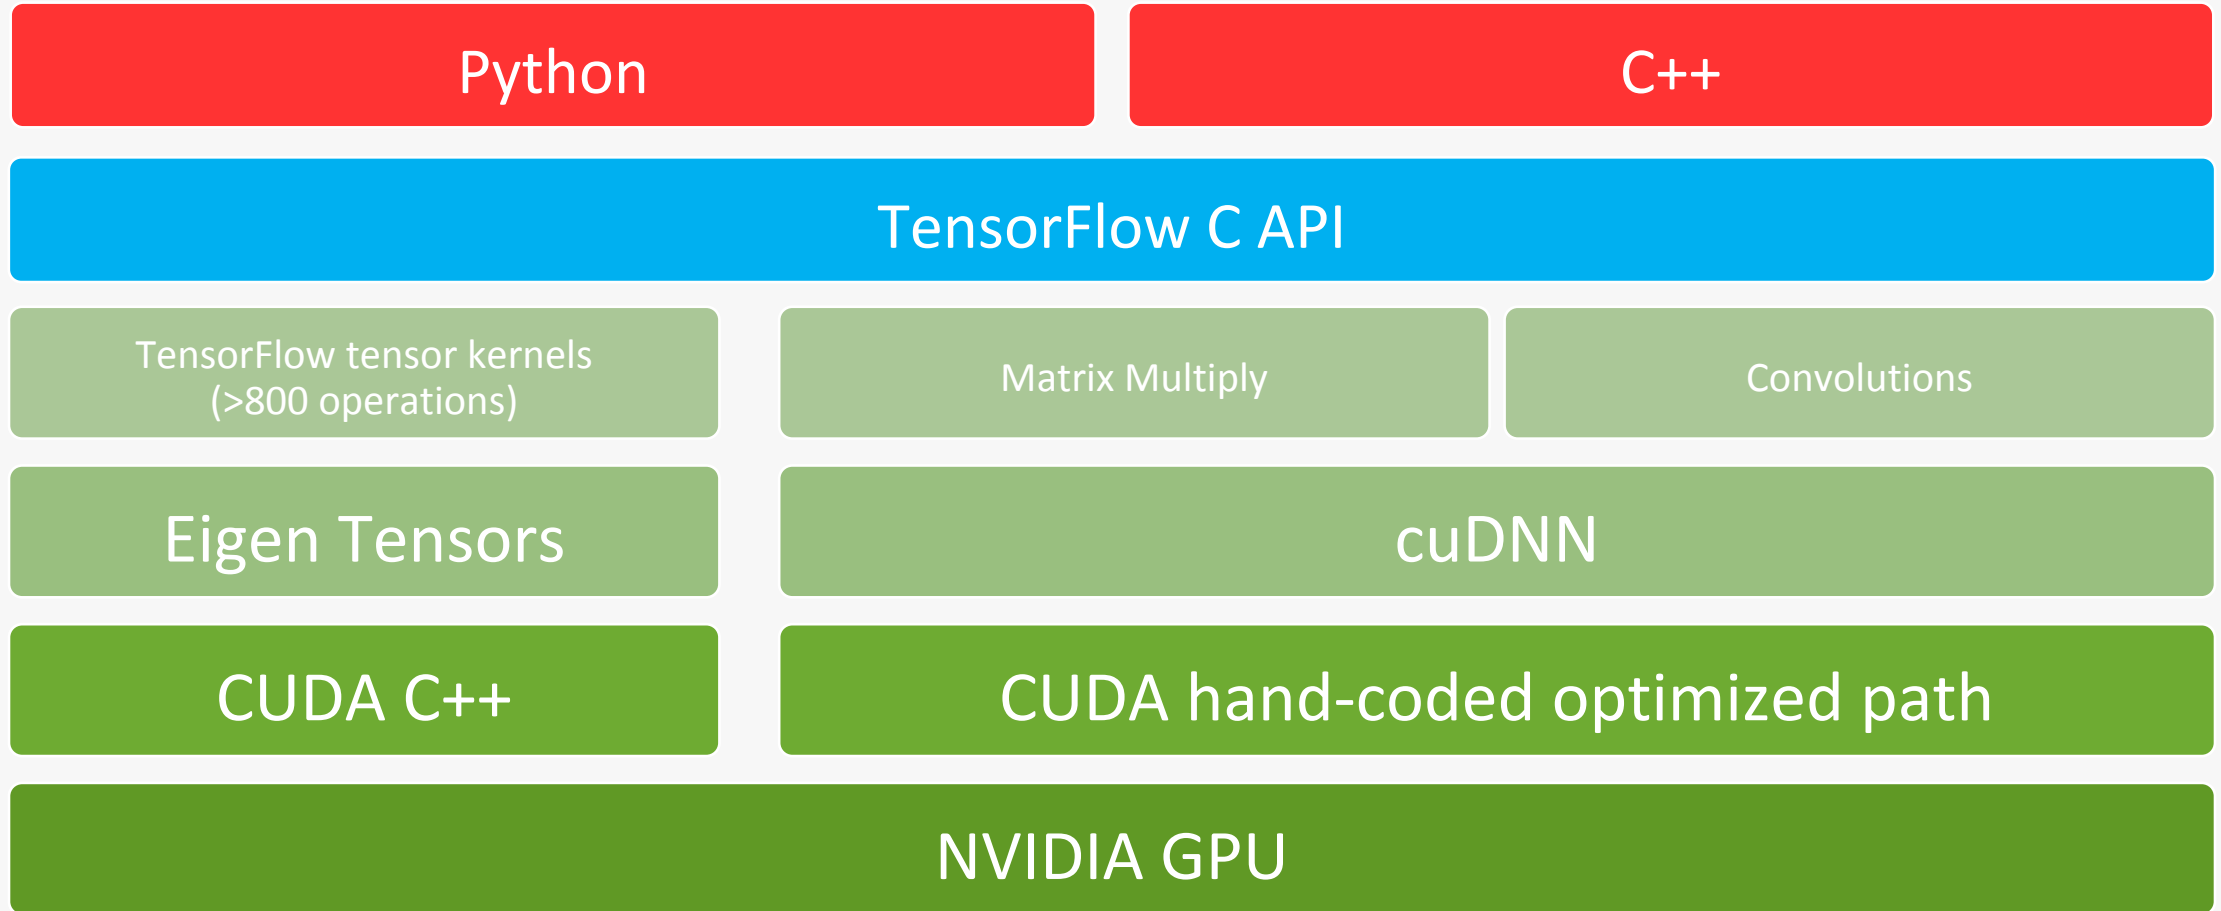 Python
C++
TensorFlow C API
TensorFlow tensor kernels
(>800 operations)
Matrix Multiply
Convolutions
Eigen Tensors
cuDNN
CUDA C++
CUDA hand-coded optimized path
NVIDIA GPU